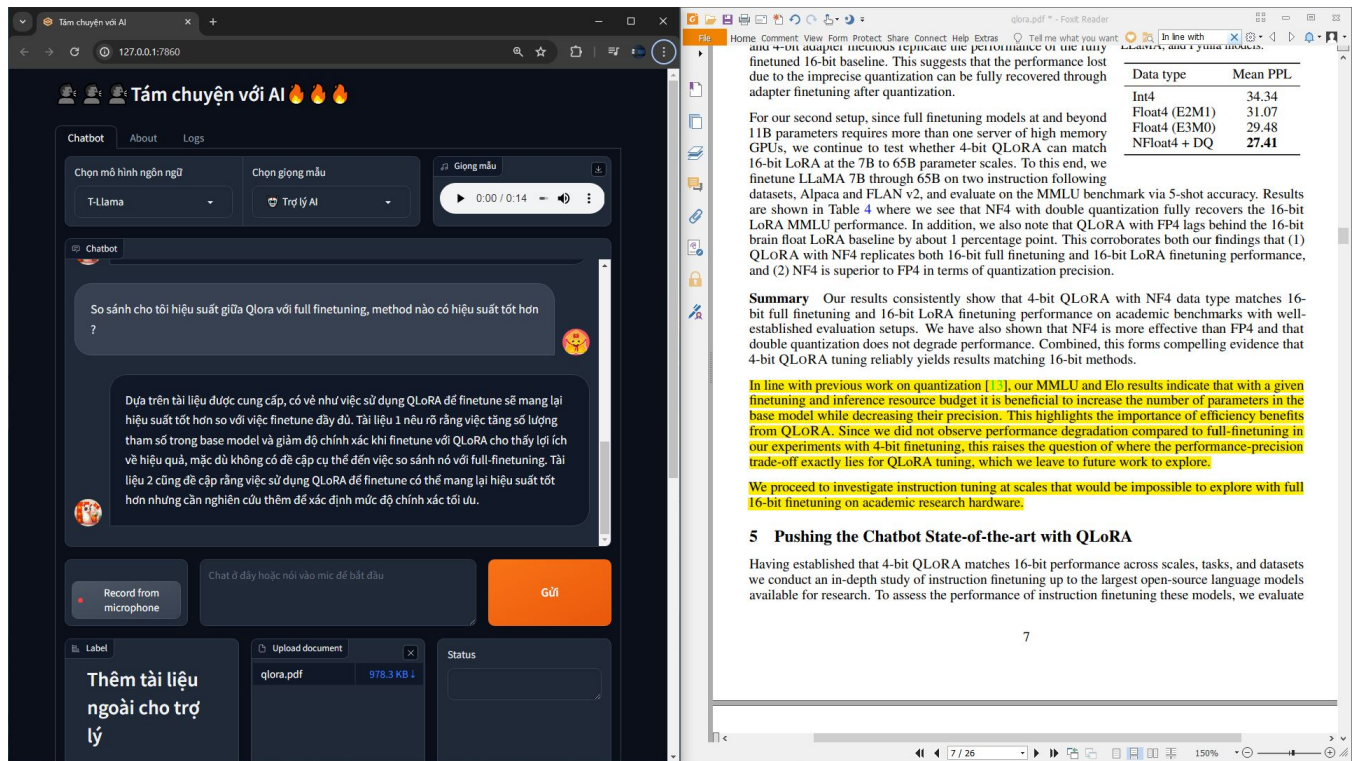 Tám chuyện với AI
127.0.0.1:7860
Tám chuyện với AI
Chatbot About Logs
Chọn mô hình ngôn ngữ
T-Llama
Chọn giọng mẫu
Trợ lý AI
Giọng mẫu
0:00 / 0:14
Chatbot
So sánh cho tôi hiệu suất giữa Qlora với full finetuning, method nào có hiệu suất tốt hơn
?
Dựa trên tài liệu được cung cấp, có vẻ như việc sử dụng QLoRA để finetune sẽ mang lại
hiệu suất tốt hơn so với việc finetune đầy đủ. Tài liệu 1 nêu rõ rằng việc tăng số lượng
tham số trong base model và giảm độ chính xác khi finetune với QLoRA cho thấy lợi ích
về hiệu quả, mặc dù không có đề cập cụ thể đến việc so sánh nó với full-finetuning. Tài
liệu 2 cũng đề cập rằng việc sử dụng QLoRA để finetune có thể mang lại hiệu suất tốt
hơn nhưng cần nghiên cứu thêm để xác định mức độ chính xác tối ưu.
Record from
microphone
Chat ở đây hoặc nói vào mic để bắt đầu
Gửi
Label
Thêm tài liệu
ngoài cho trợ
lý
Upload document
qlora.pdf 978.3 KB ↓
Status
qlora.pdf * - Foxit Reader
File Home Comment View Form Protect Share Connect Help Extras Tell me what you want In line with
and 4-bit adapter methods replicate the performance of the fully
finetuned 16-bit baseline. This suggests that the performance lost
due to the imprecise quantization can be fully recovered through
adapter finetuning after quantization.
LLaMA, and Pythia models.
Data type Mean PPL
Int4 34.34
Float4 (E2M1) 31.07
Float4 (E3M0) 29.48
NFloat4 + DQ 27.41
For our second setup, since full finetuning models at and beyond
11B parameters requires more than one server of high memory
GPUs, we continue to test whether 4-bit QLORA can match
16-bit LoRA at the 7B to 65B parameter scales. To this end, we
finetune LLaMA 7B through 65B on two instruction following
datasets, Alpaca and FLAN v2, and evaluate on the MMLU benchmark via 5-shot accuracy. Results
are shown in Table 4 where we see that NF4 with double quantization fully recovers the 16-bit
LoRA MMLU performance. In addition, we also note that QLORA with FP4 lags behind the 16-bit
brain float LoRA baseline by about 1 percentage point. This corroborates both our findings that (1)
QLORA with NF4 replicates both 16-bit full finetuning and 16-bit LoRA finetuning performance,
and (2) NF4 is superior to FP4 in terms of quantization precision.
Summary Our results consistently show that 4-bit QLORA with NF4 data type matches 16-
bit full finetuning and 16-bit LoRA finetuning performance on academic benchmarks with well-
established evaluation setups. We have also shown that NF4 is more effective than FP4 and that
double quantization does not degrade performance. Combined, this forms compelling evidence that
4-bit QLORA tuning reliably yields results matching 16-bit methods.
In line with previous work on quantization [13], our MMLU and Elo results indicate that with a given
finetuning and inference resource budget it is beneficial to increase the number of parameters in the
base model while decreasing their precision. This highlights the importance of efficiency benefits
from QLORA. Since we did not observe performance degradation compared to full-finetuning in
our experiments with 4-bit finetuning, this raises the question of where the performance-precision
trade-off exactly lies for QLoRA tuning, which we leave to future work to explore.
We proceed to investigate instruction tuning at scales that would be impossible to explore with full
16-bit finetuning on academic research hardware.
5 Pushing the Chatbot State-of-the-art with QLoRA
Having established that 4-bit QLORA matches 16-bit performance across scales, tasks, and datasets
we conduct an in-depth study of instruction finetuning up to the largest open-source language models
available for research. To assess the performance of instruction finetuning these models, we evaluate
7
7 / 26
150%